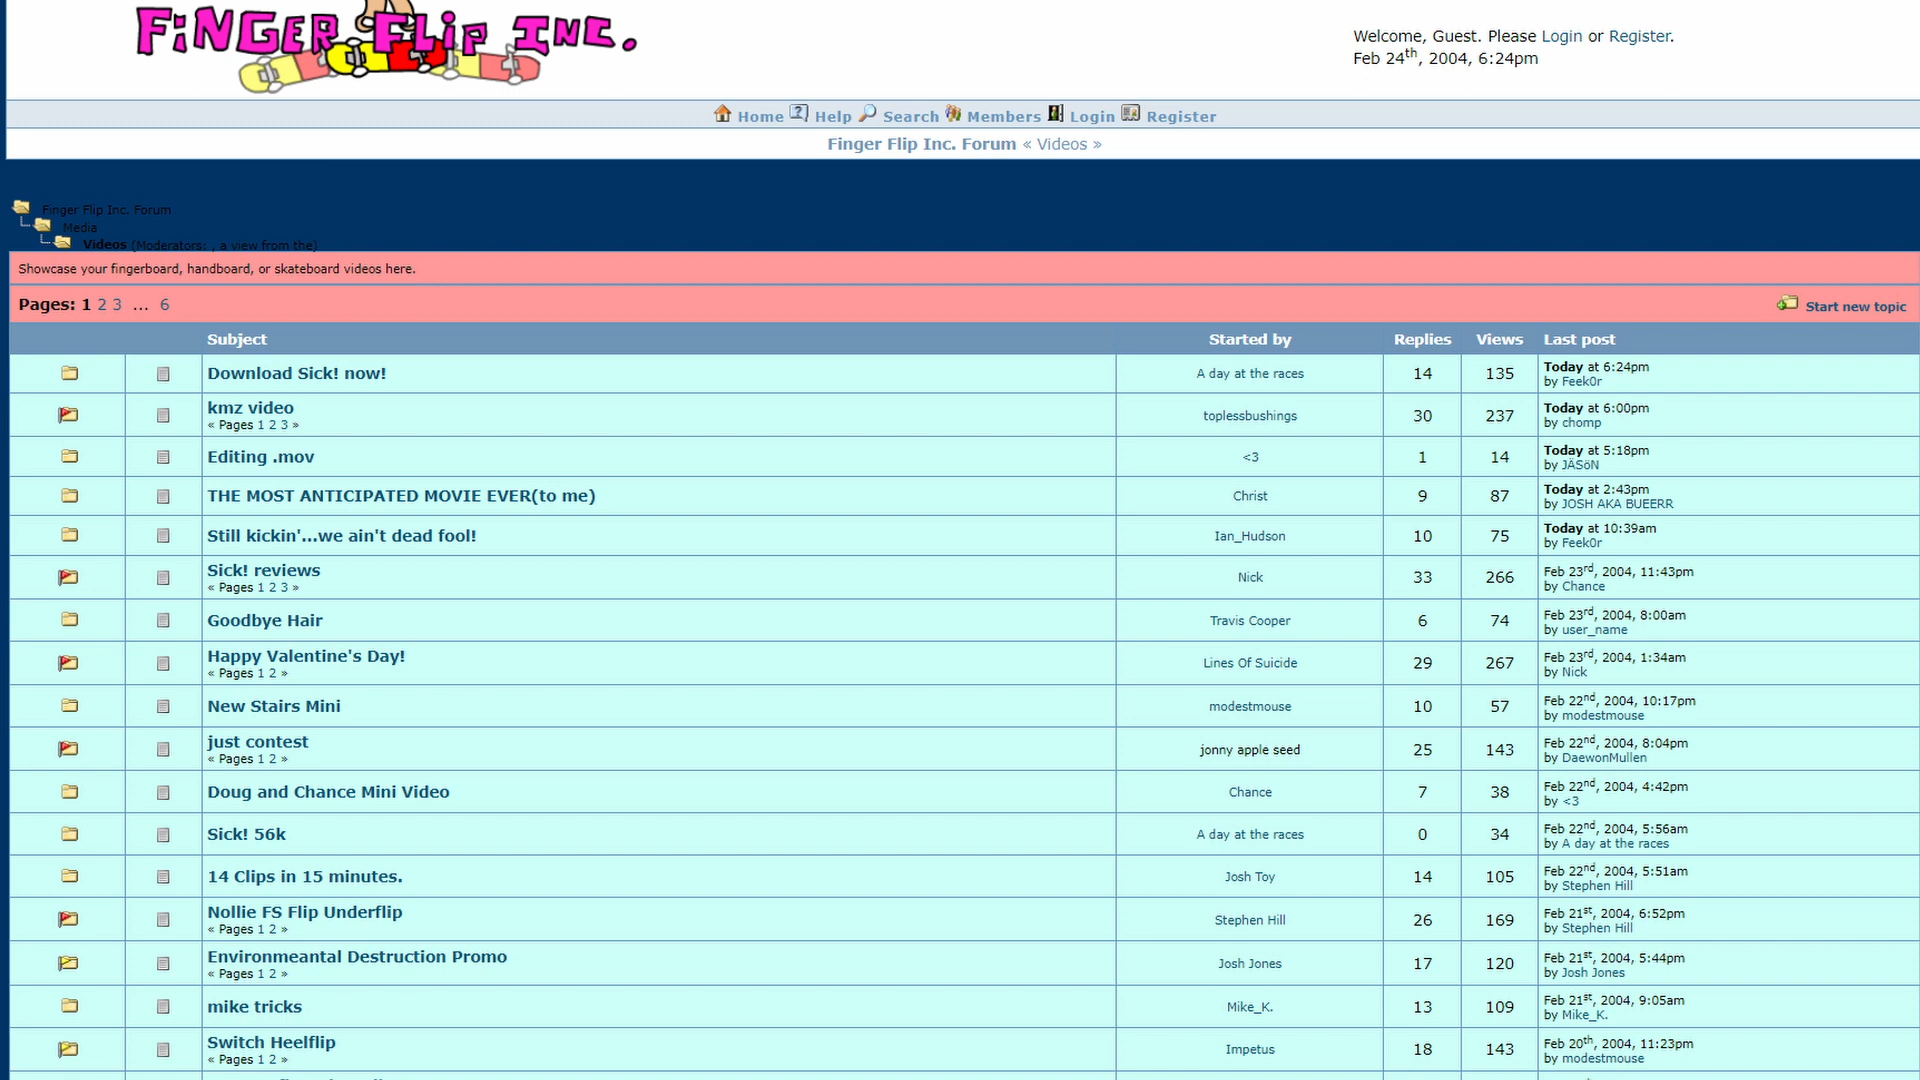 FiNGER FLiP INC.
Welcome, Guest. Please Login or Register.
Feb 24th, 2004, 6:24pm
Home Help Search Members Login Register
Finger Flip Inc. Forum « Videos »
Finger Flip Inc. Forum
Media
Videos (Moderators: , a view from the)
Showcase your fingerboard, handboard, or skateboard videos here.
Pages: 1 2 3 ... 6 Start new topic
Subject Started by Replies Views Last post
Download Sick! now! A day at the races 14 135 Today at 6:24pm
by Feek0r
kmz video toplessbushings 30 237 Today at 6:00pm
« Pages 1 2 3 » by chomp
Editing .mov <3 1 14 Today at 5:18pm
by JÄSöN
THE MOST ANTICIPATED MOVIE EVER(to me) Christ 9 87 Today at 2:43pm
by JOSH AKA BUEERR
Still kickin'...we ain't dead fool! Ian_Hudson 10 75 Today at 10:39am
by Feek0r
Sick! reviews Nick 33 266 Feb 23rd, 2004, 11:43pm
« Pages 1 2 3 » by Chance
Goodbye Hair Travis Cooper 6 74 Feb 23rd, 2004, 8:00am
by user_name
Happy Valentine's Day! Lines Of Suicide 29 267 Feb 23rd, 2004, 1:34am
« Pages 1 2 » by Nick
New Stairs Mini modestmouse 10 57 Feb 22nd, 2004, 10:17pm
by modestmouse
just contest jonny apple seed 25 143 Feb 22nd, 2004, 8:04pm
« Pages 1 2 » by DaewonMullen
Doug and Chance Mini Video Chance 7 38 Feb 22nd, 2004, 4:42pm
by <3
Sick! 56k A day at the races 0 34 Feb 22nd, 2004, 5:56am
by A day at the races
14 Clips in 15 minutes. Josh Toy 14 105 Feb 22nd, 2004, 5:51am
by Stephen Hill
Nollie FS Flip Underflip Stephen Hill 26 169 Feb 21st, 2004, 6:52pm
« Pages 1 2 » by Stephen Hill
Environmeantal Destruction Promo Josh Jones 17 120 Feb 21st, 2004, 5:44pm
« Pages 1 2 » by Josh Jones
mike tricks Mike_K. 13 109 Feb 21st, 2004, 9:05am
by Mike_K.
Switch Heelflip Impetus 18 143 Feb 20th, 2004, 11:23pm
« Pages 1 2 » by modestmouse